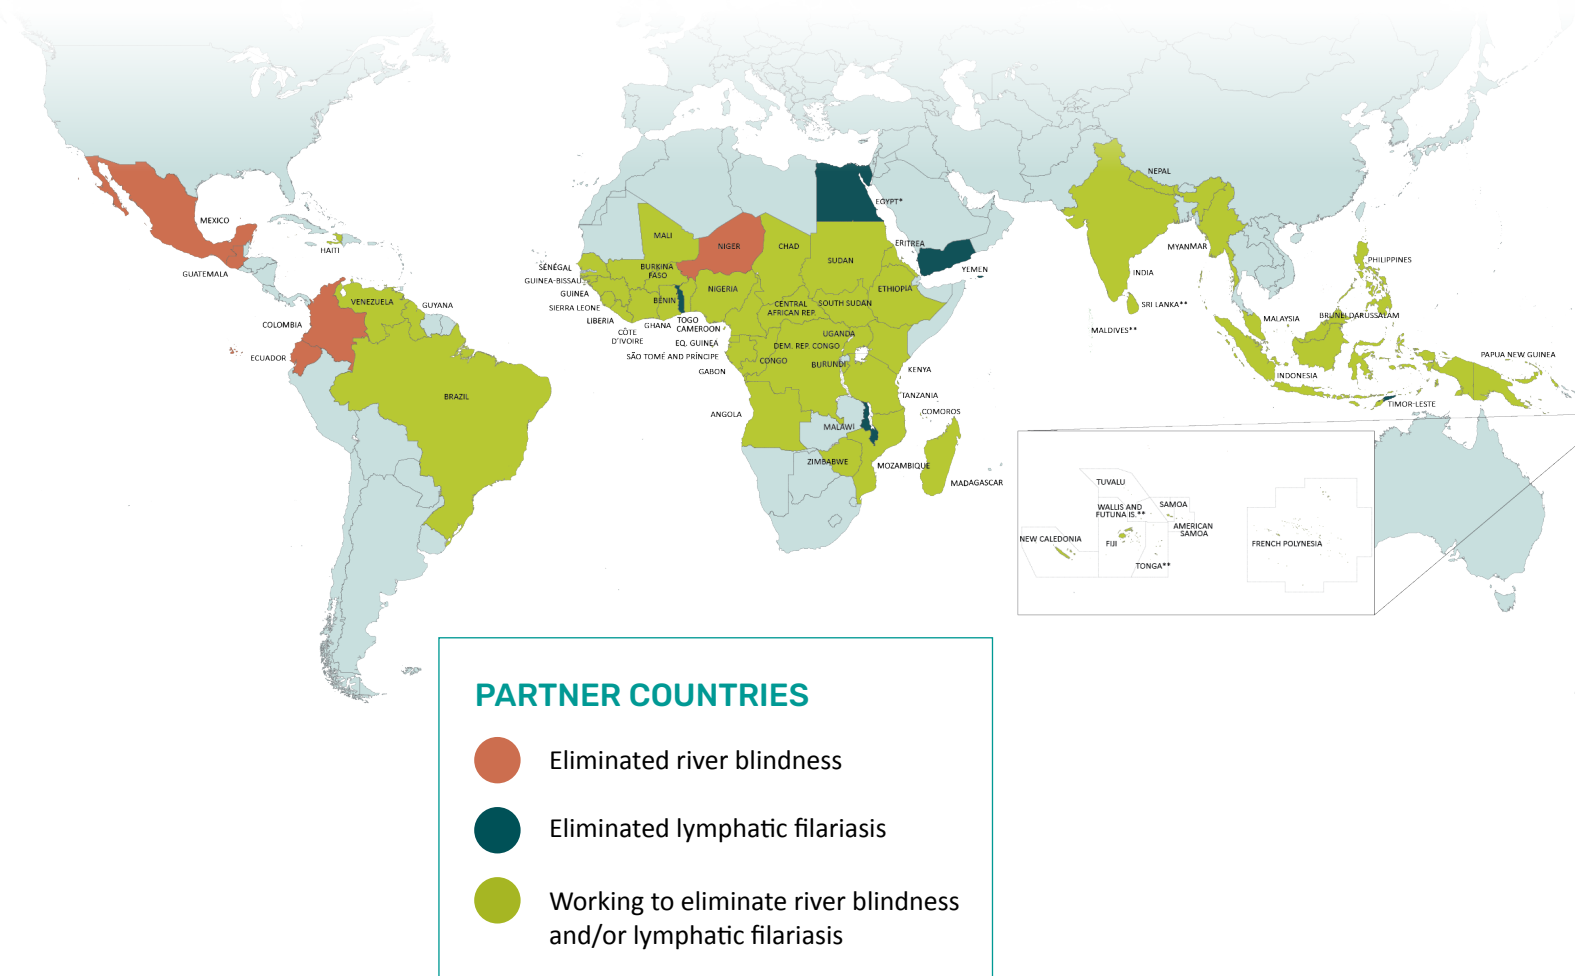 MEXICO
HAITI
GUATEMALA
VENEZUELA
GUYANA
COLOMBIA
ECUADOR
BRAZIL
EGYPT*
ERITREA
YEMEN
MALI
NIGER
CHAD
SUDAN
SÉNÉGAL
GUINEA-BISSAU
BURKINA
FASO
GUINEA
BÉNIN
NIGERIA
ETHIOPIA
SIERRA LEONE
CENTRAL
AFRICAN REP.
SOUTH SUDAN
LIBERIA
CÔTE
D'IVOIRE
GHANA
TOGO
CAMEROON
EQ. GUINEA
UGANDA
DEM. REP. CONGO
SÃO TOMÉ AND PRÍNCIPE
CONGO
BURUNDI
GABON
KENYA
TANZANIA
ANGOLA
COMOROS
MALAWI
ZIMBABWE
MOZAMBIQUE
MADAGASCAR
NEPAL
MYANMAR
INDIA
SRI LANKA**
MALDIVES**
PHILIPPINES
MALAYSIA
BRUNEI DARUSSALAM
INDONESIA
PAPUA NEW GUINEA
TIMOR-LESTE
TUVALU
WALLIS AND
FUTUNA IS.**
SAMOA
AMERICAN
SAMOA
NEW CALEDONIA
FIJI
TONGA**
FRENCH POLYNESIA
PARTNER COUNTRIES
Eliminated river blindness
Eliminated lymphatic filariasis
Working to eliminate river blindness
and/or lymphatic filariasis